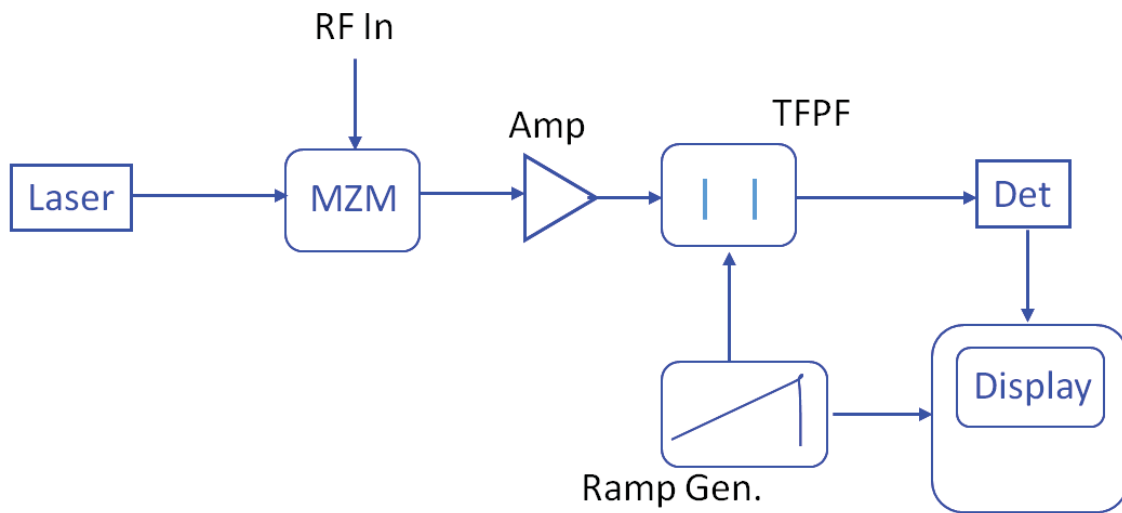 RF In
Amp
TFPF
Laser
MZM
Det
Display
Ramp Gen.